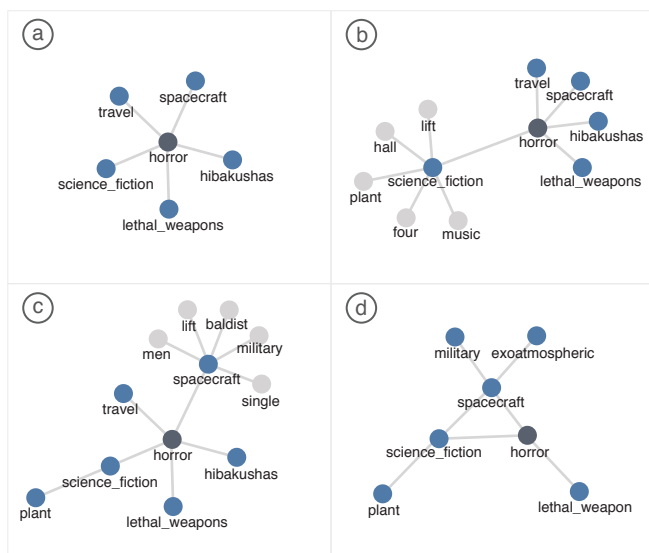 a
travel
spacecraft
horror
science_fiction
hibakushas
lethal_weapons
b
travel
spacecraft
lift
hall
horror
hibakushas
science_fiction
lethal_weapons
plant
four
music
c
lift
baldist
men
military
spacecraft
single
travel
horror
science_fiction
hibakushas
plant
lethal_weapons
d
military
exoatmospheric
spacecraft
science_fiction
horror
plant
lethal_weapon